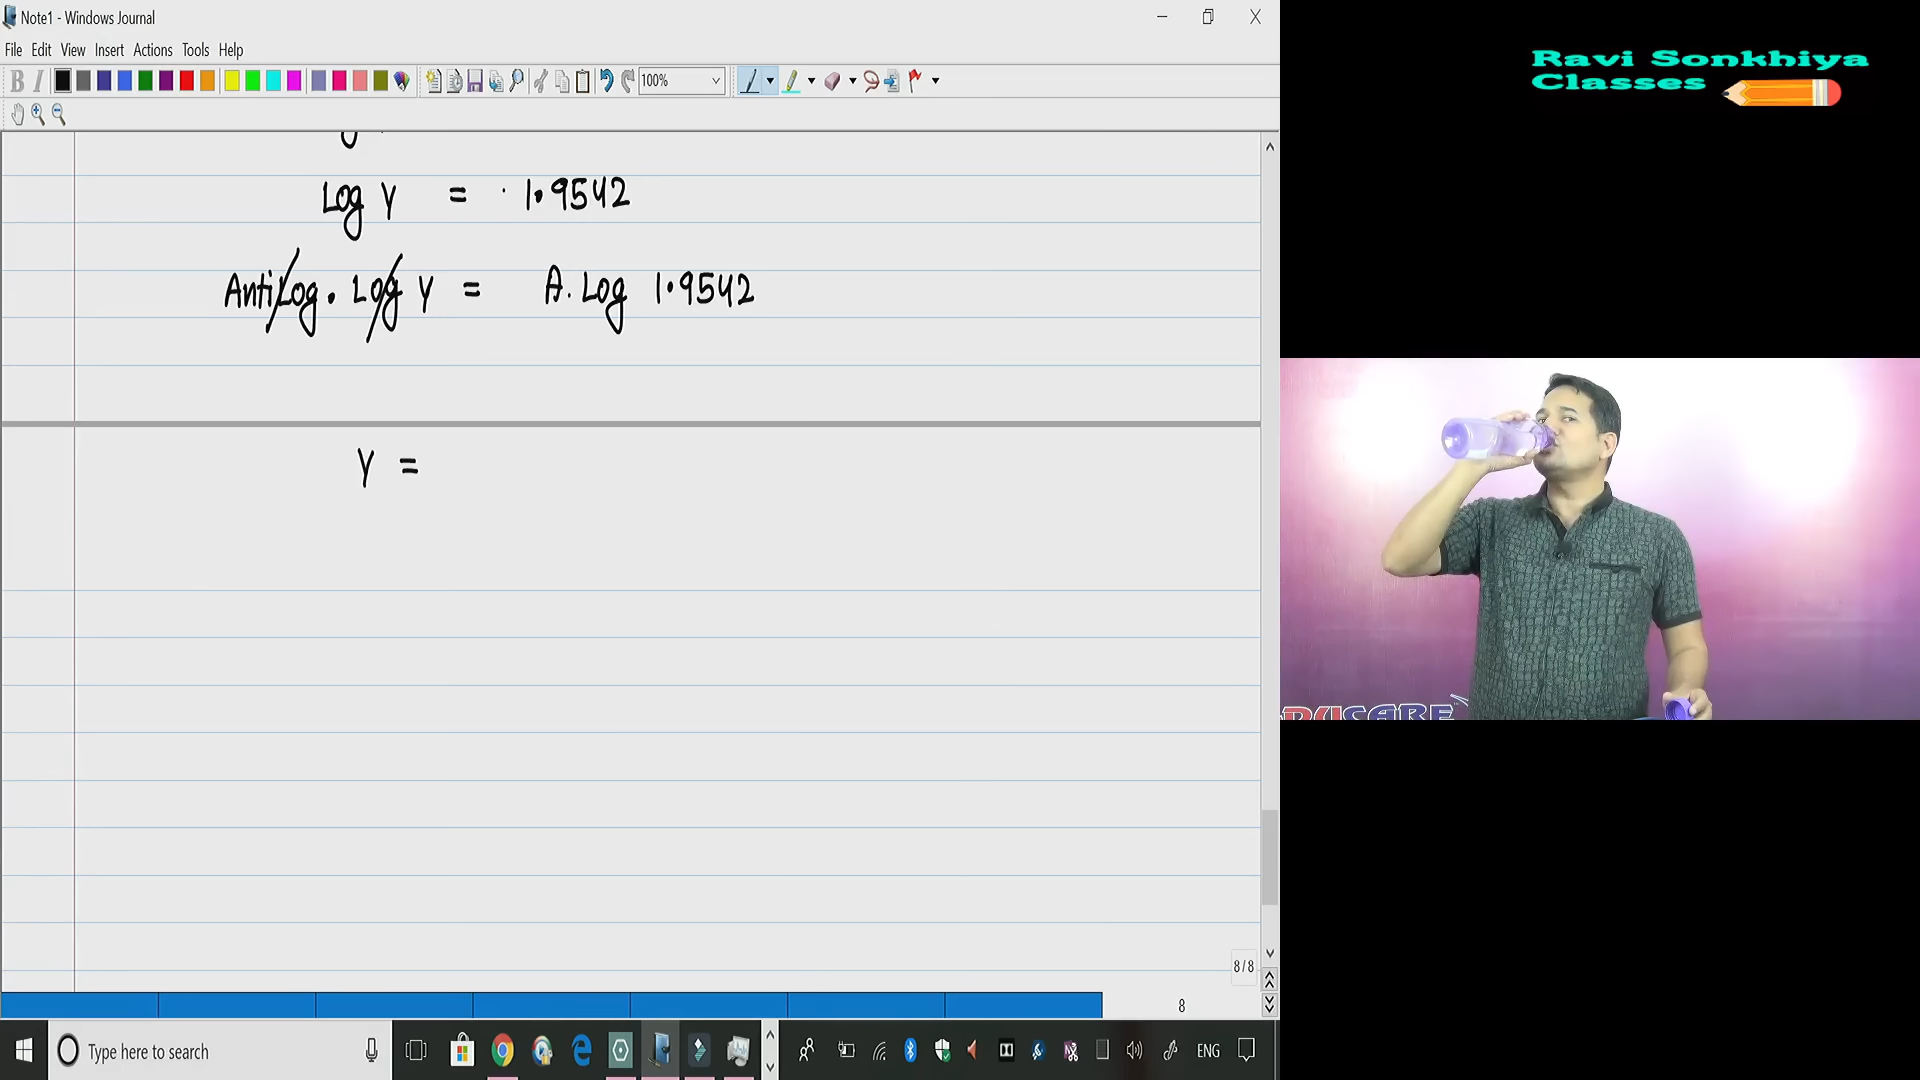 Note1 - Windows Journal
File Edit View Insert Actions Tools Help
B I 100%
Log Y = 1.9542
AntiLog. Log Y = A. Log 1.9542
Y =
8/8
8
Type here to search
ENG
Ravi Sonkhiya
Classes